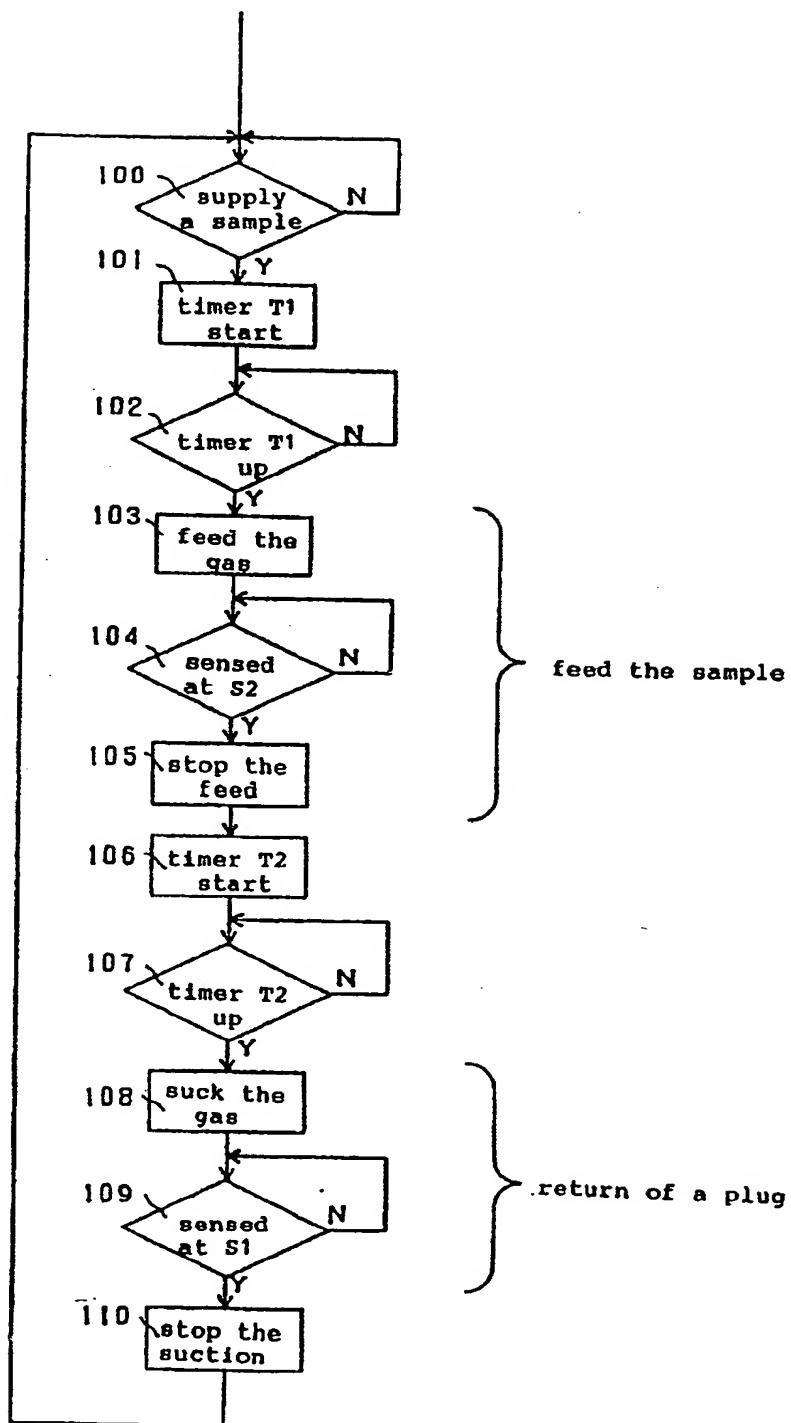 100
supply
a sample
N
Y
101
timer T1
start
102
timer T1
up
N
Y
103
feed the
gas
104
sensed
at S2
N
Y
105
stop the
feed
feed the sample
106
timer T2
start
107
timer T2
up
N
Y
108
suck the
gas
109
sensed
at S1
N
Y
return of a plug
110
stop the
suction